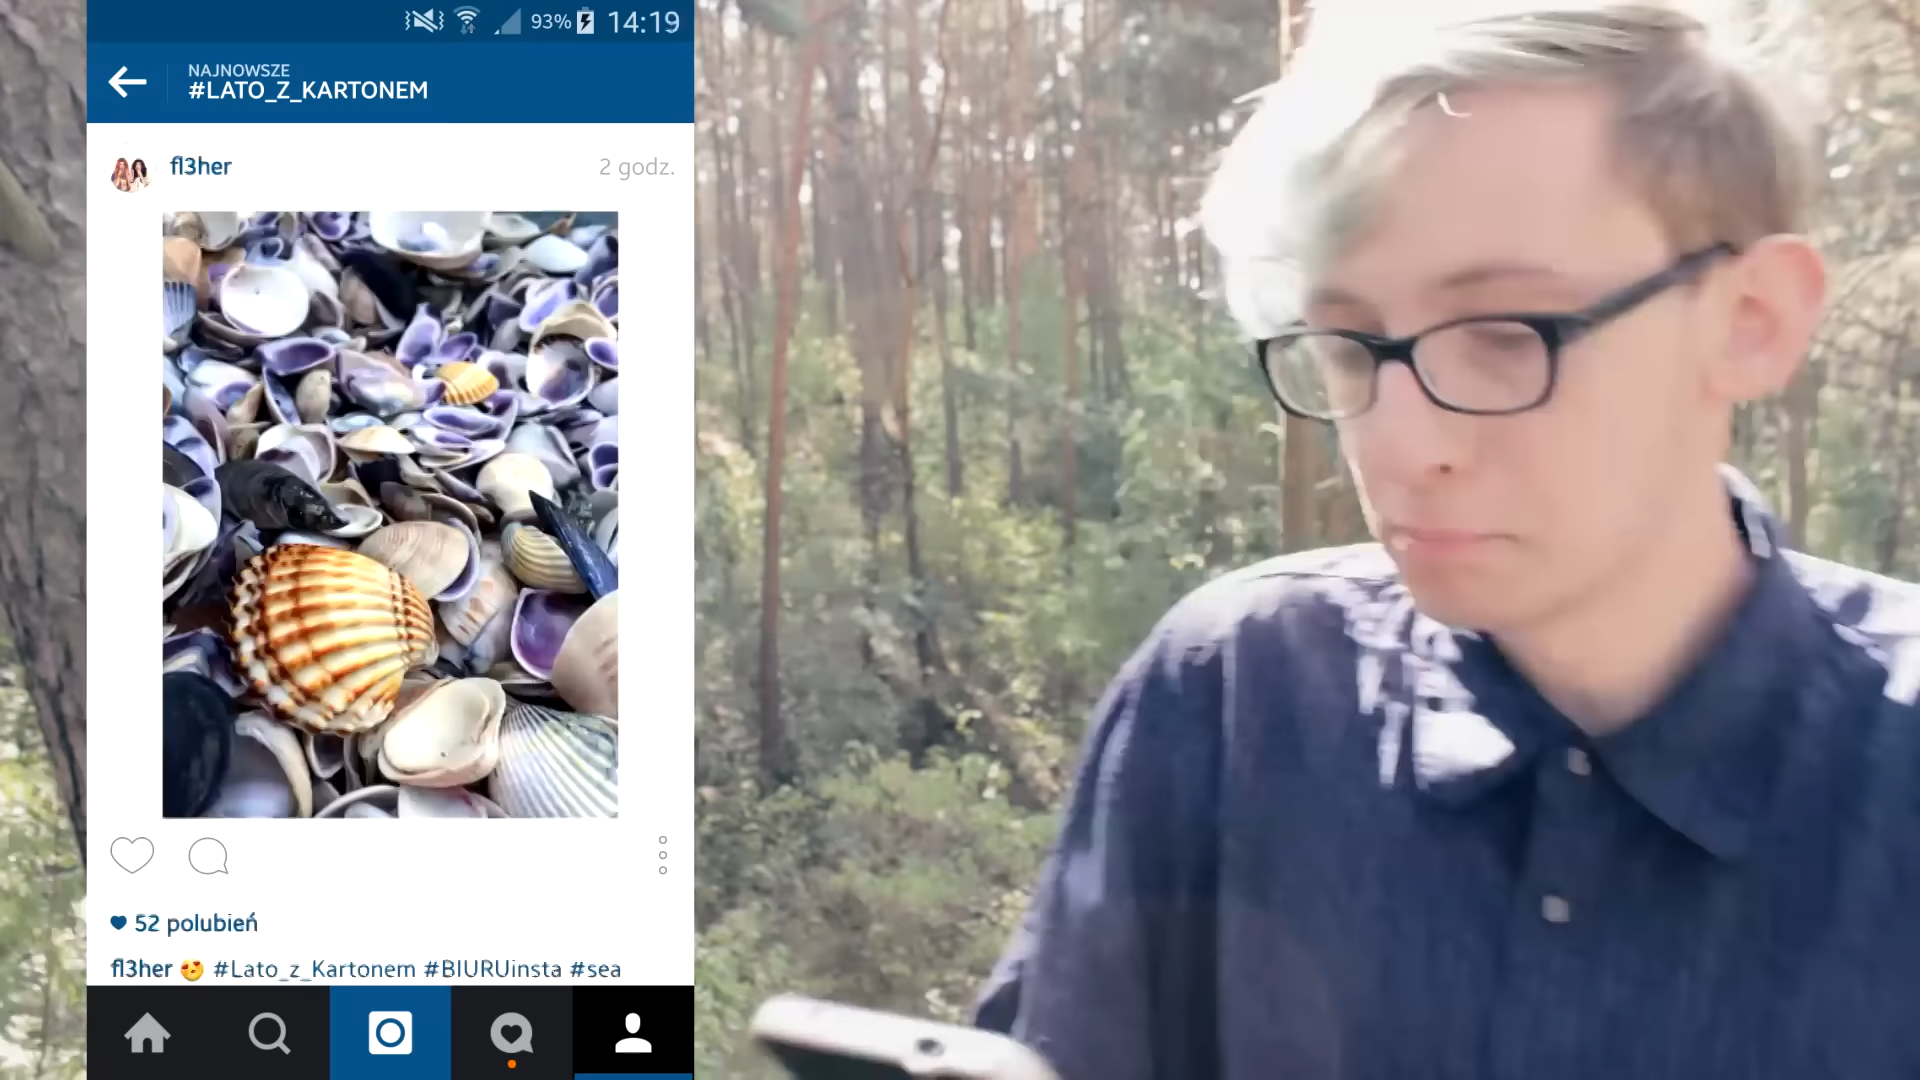 93% 14:19
NAJNOWSZE
#LATO_Z_KARTONEM
fl3her 2 godz.
52 polubień
fl3her 😍 #Lato_z_Kartonem #BIURUinsta #sea